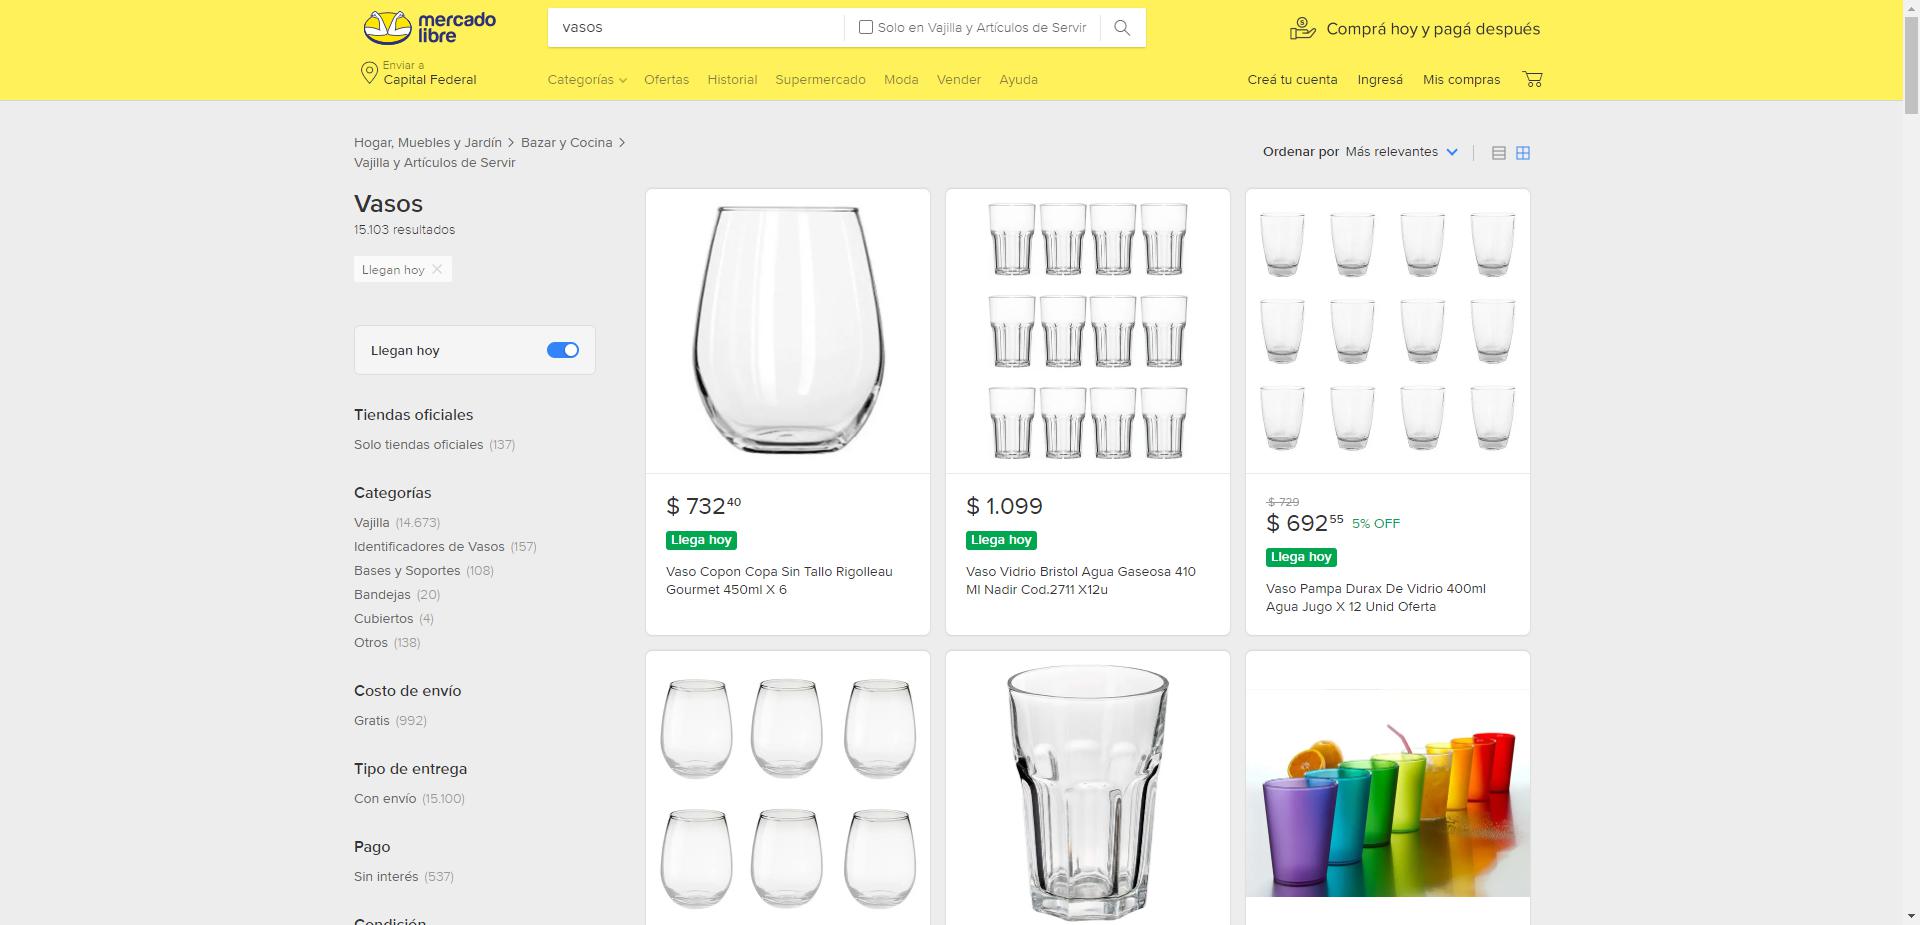 mercado
libre
vasos
Solo en Vajilla y Artículos de Servir
Comprá hoy y pagá después
Enviar a
Capital Federal
Categorías
Ofertas
Historial
Supermercado
Moda
Vender
Ayuda
Creá tu cuenta
Ingresá
Mis compras
Hogar, Muebles y Jardín
Bazar y Cocina
Vajilla y Artículos de Servir
Ordenar por Más relevantes
Vasos
15.103 resultados
Llegan hoy
Llegan hoy
Tiendas oficiales
Solo tiendas oficiales (137)
Categorías
Vajilla (14.673)
Identificadores de Vasos (157)
Bases y Soportes (108)
Bandejas (20)
Cubiertos (4)
Otros (138)
Costo de envío
Gratis (992)
Tipo de entrega
Con envío (15.100)
Pago
Sin interés (537)
Condición
$ 732 40
Llega hoy
Vaso Copon Copa Sin Tallo Rigolleau
Gourmet 450ml X 6
$ 1.099
Llega hoy
Vaso Vidrio Bristol Agua Gaseosa 410
Ml Nadir Cod.2711 X12u
$ 729
$ 692 55 5% OFF
Llega hoy
Vaso Pampa Durax De Vidrio 400ml
Agua Jugo X 12 Unid Oferta